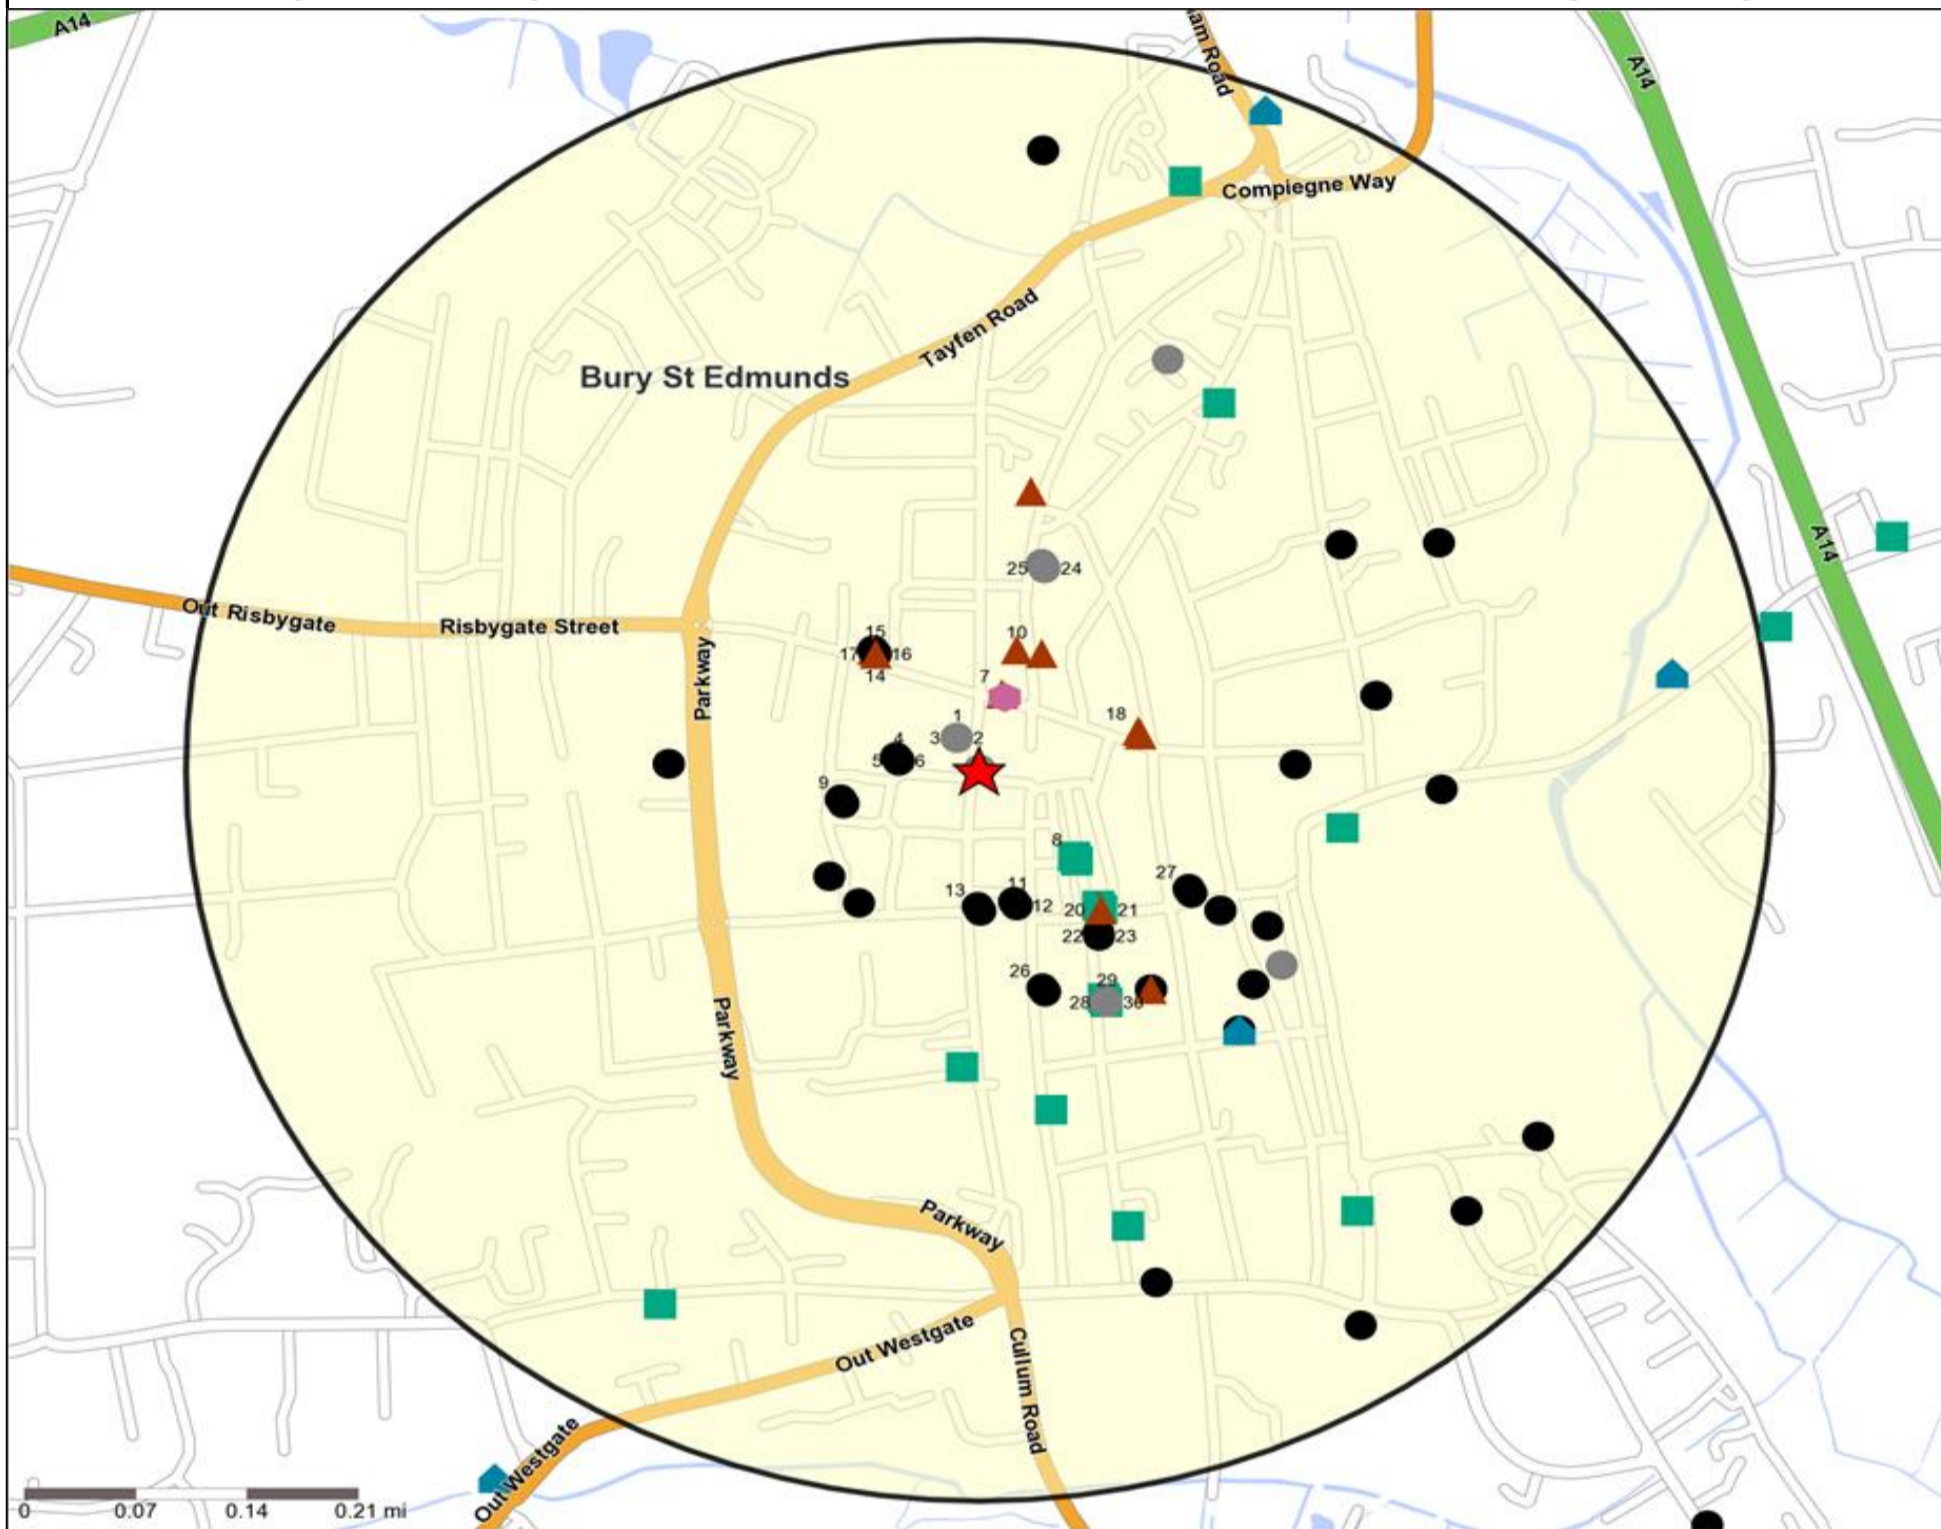 A14
A14
Compiegne Way
Tayfen Road
Bury St Edmunds
25 24
A14
Out Risbygate
Risbygate Street
15
17 16
14
10
Parkway
7
18
1
3 2
4
5 6
9
8
27
13
11
12
20 21
22 23
26
29
28 30
Parkway
Parkway
Out Westgate
Cullum Road
Out Westgate
0 0.07 0.14 0.21 mi